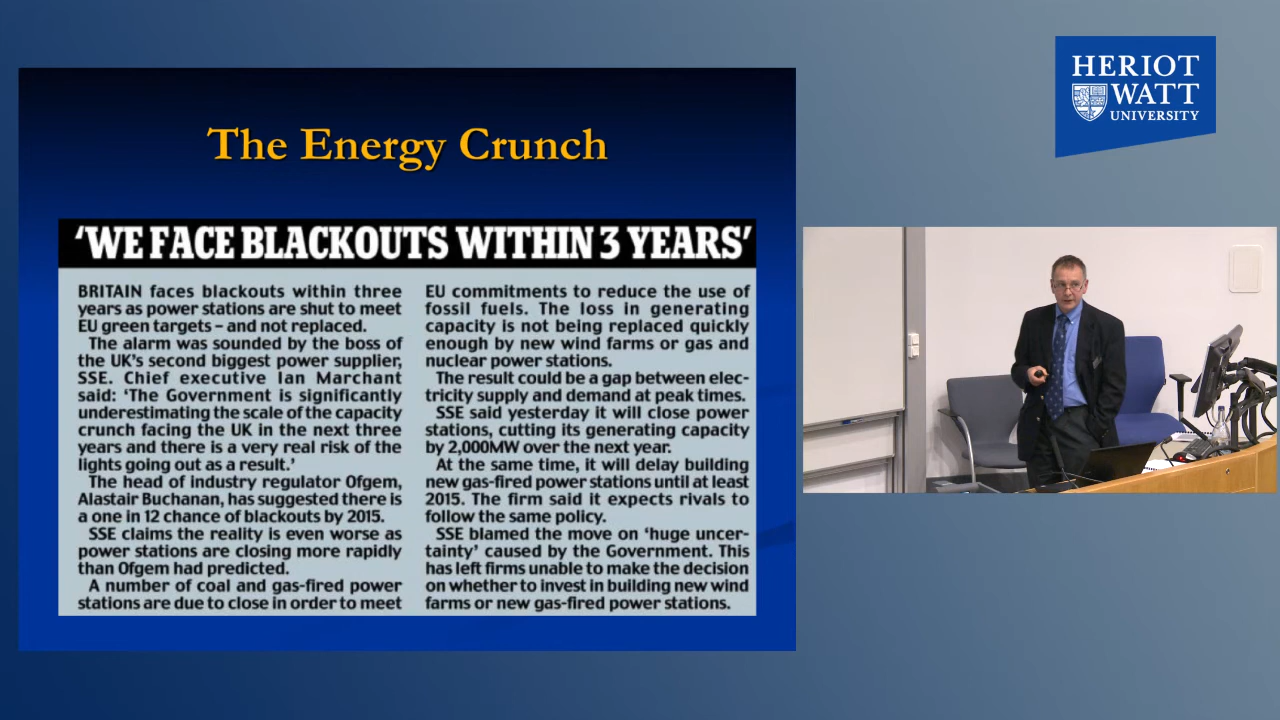 The Energy Crunch
'WE FACE BLACKOUTS WITHIN 3 YEARS'
BRITAIN faces blackouts within three
years as power stations are shut to meet
EU green targets – and not replaced.
The alarm was sounded by the boss of
the UK's second biggest power supplier,
SSE. Chief executive Ian Marchant
said: 'The Government is significantly
underestimating the scale of the capacity
crunch facing the UK in the next three
years and there is a very real risk of the
lights going out as a result.'
The head of industry regulator Ofgem,
Alastair Buchanan, has suggested there is
a one in 12 chance of blackouts by 2015.
SSE claims the reality is even worse as
power stations are closing more rapidly
than Ofgem had predicted.
A number of coal and gas-fired power
stations are due to close in order to meet
EU commitments to reduce the use of
fossil fuels. The loss in generating
capacity is not being replaced quickly
enough by new wind farms or gas and
nuclear power stations.
The result could be a gap between elec-
tricity supply and demand at peak times.
SSE said yesterday it will close power
stations, cutting its generating capacity
by 2,000MW over the next year.
At the same time, it will delay building
new gas-fired power stations until at least
2015. The firm said it expects rivals to
follow the same policy.
SSE blamed the move on 'huge uncer-
tainty' caused by the Government. This
has left firms unable to make the decision
on whether to invest in building new wind
farms or new gas-fired power stations.
HERIOT
WATT
UNIVERSITY